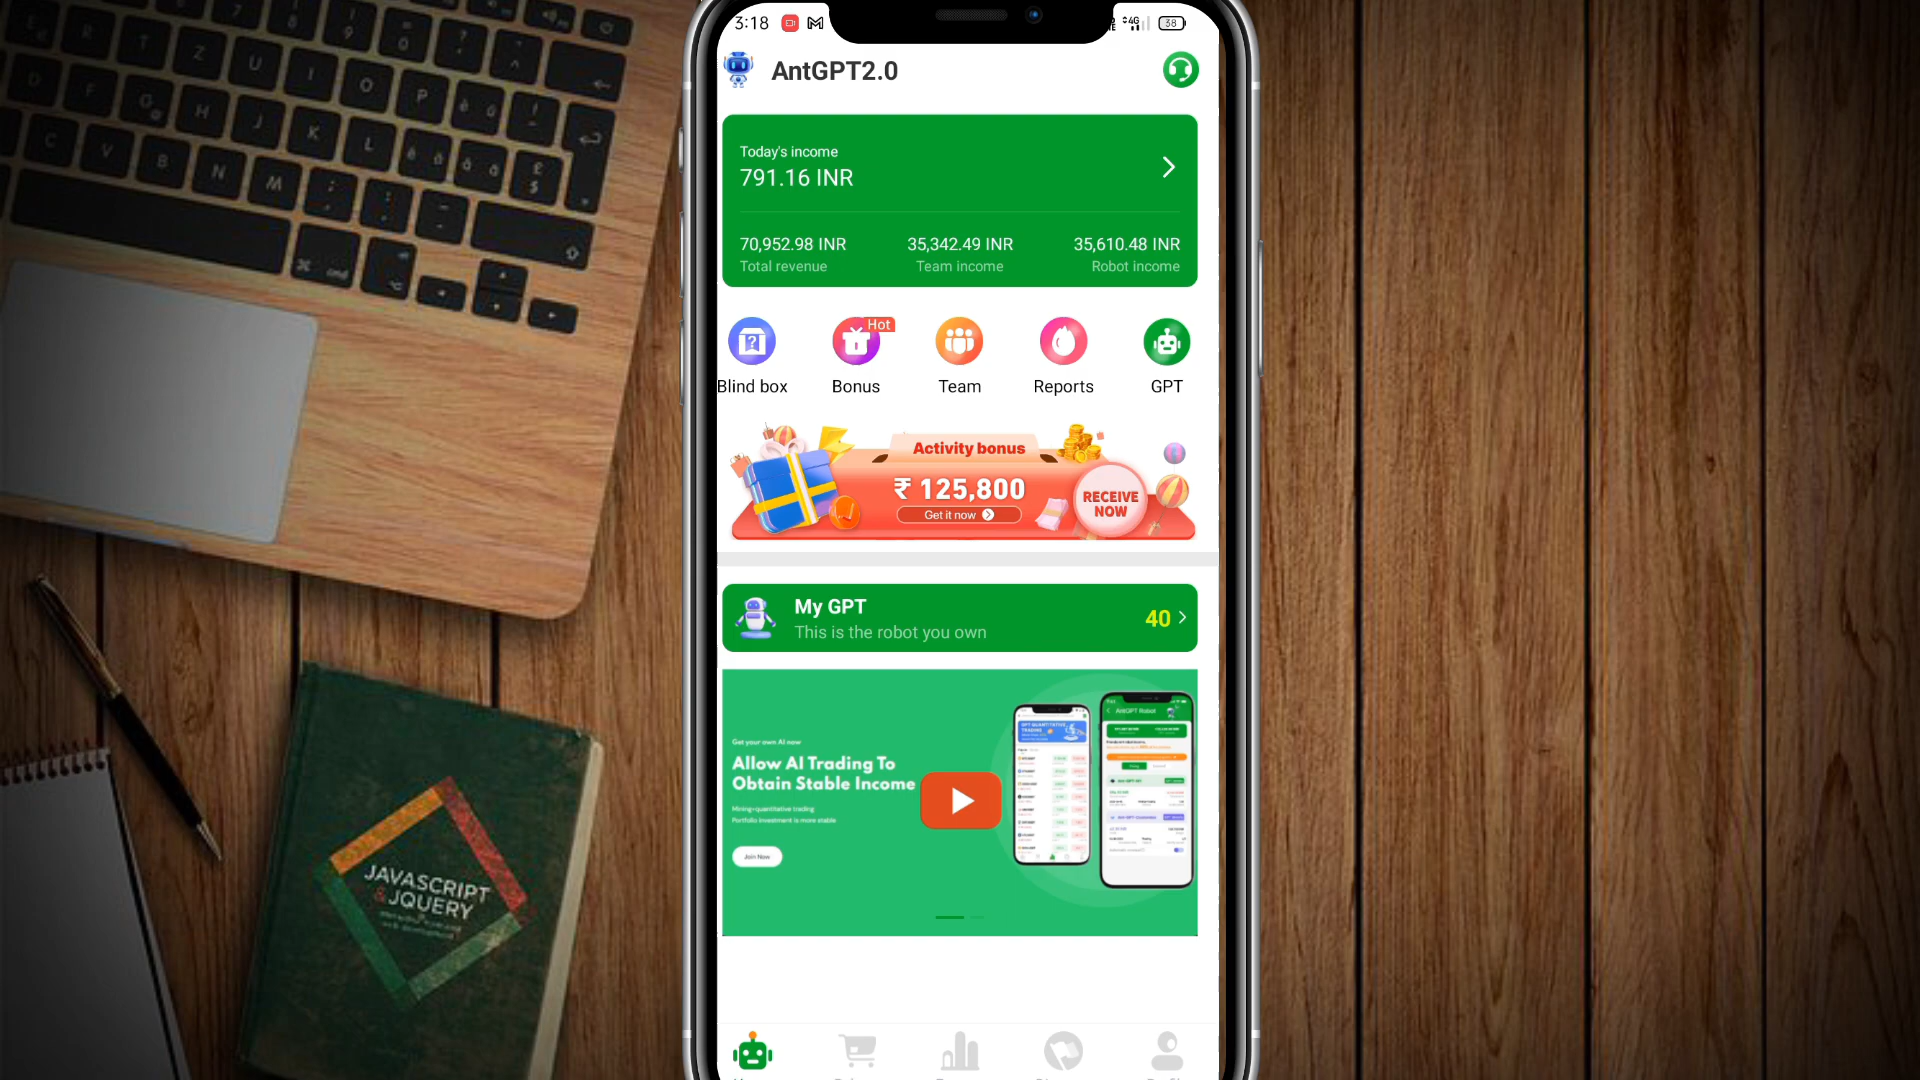 3:18
4G
38
AntGPT2.0
Today's income
791.16 INR
70,952.98 INR
35,342.49 INR
35,610.48 INR
Total revenue
Team income
Robot income
Hot
Blind box
Bonus
Team
Reports
GPT
Activity bonus
₹ 125,800
Get it now
RECEIVE
NOW
My GPT
This is the robot you own
40
Get your own AI now
Allow AI Trading To
Obtain Stable Income
Mining+quantitative trading
Portfolio investment is more stable
Join Now
AntGPT Robot
JAVASCRIPT
& JQUERY